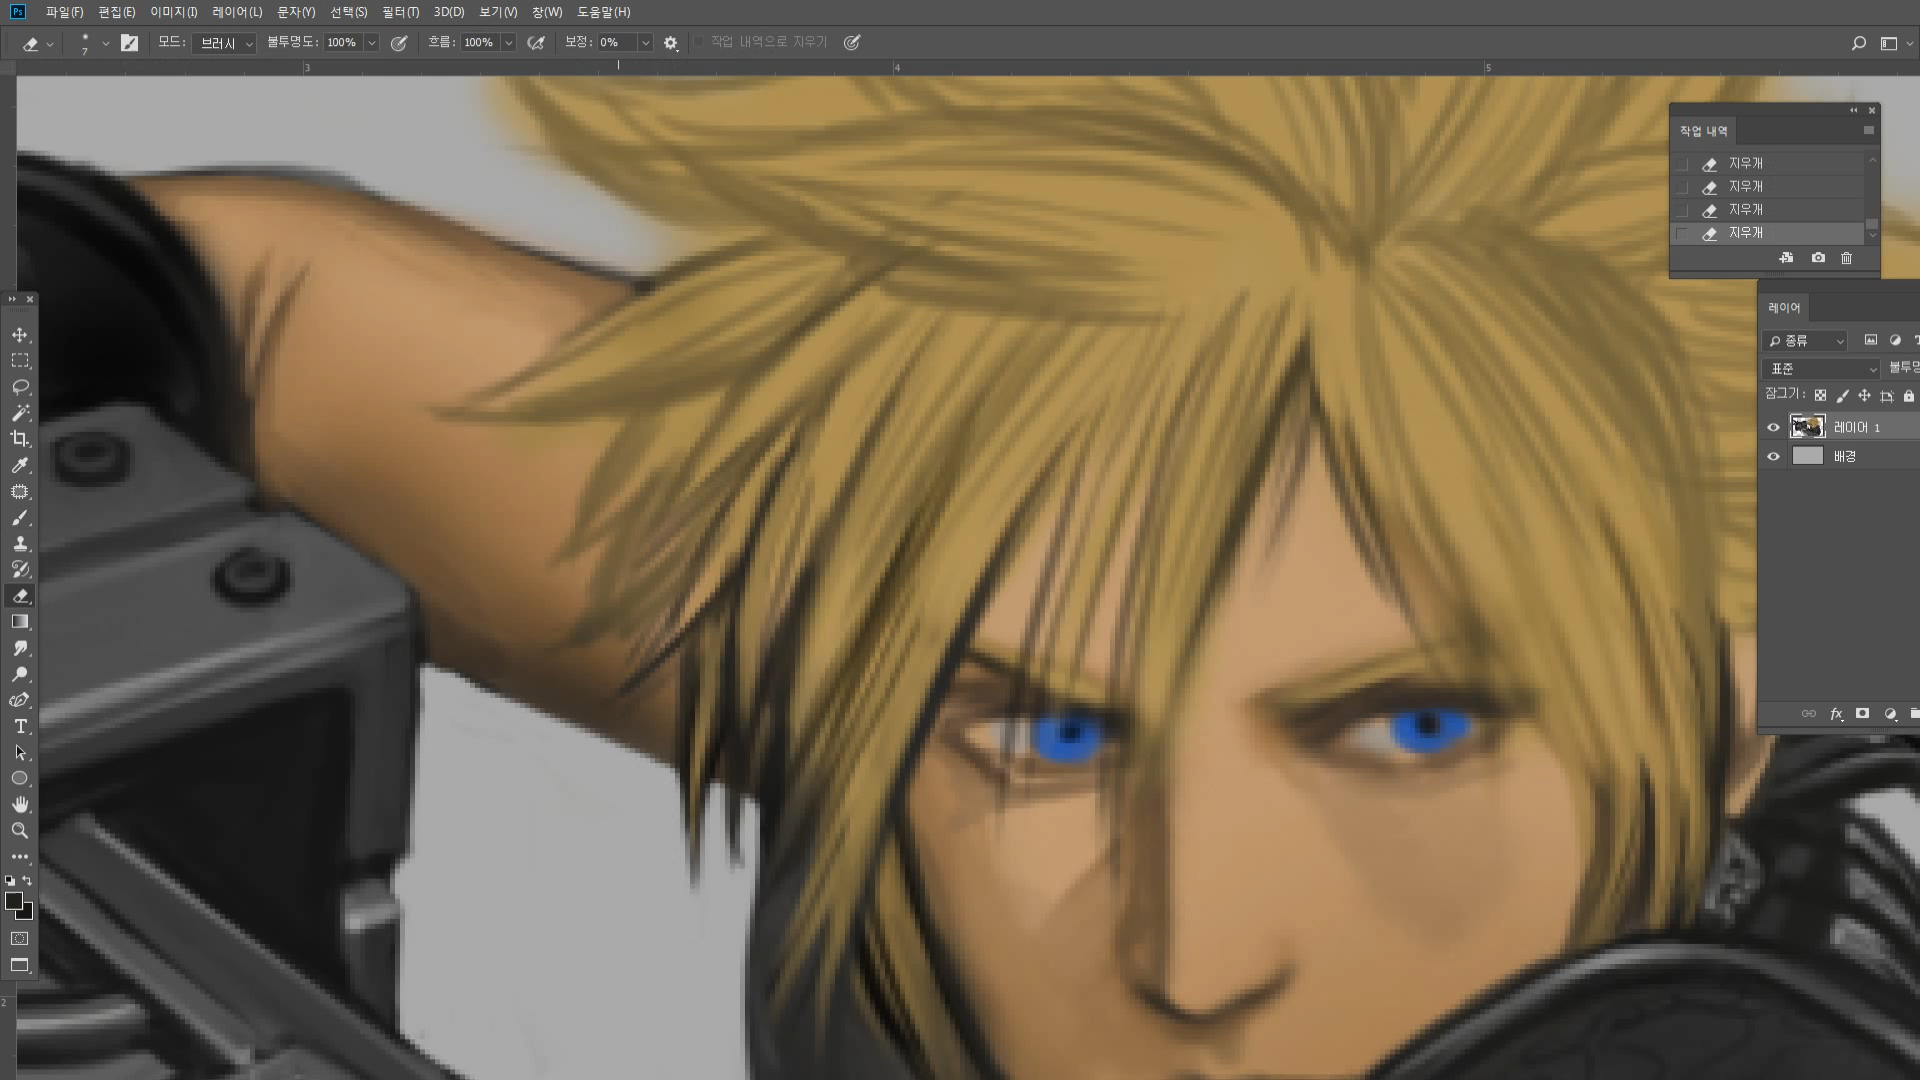 Ps 파일(F) 편집(E) 이미지(I) 레이어(L) 문자(Y) 선택(S) 필터(T) 3D(D) 보기(V) 창(W) 도움말(H)
7 모드: 브러시 불투명도: 100% 흐름: 100% 보정: 0% 작업 내역으로 지우기
3 4 5
작업 내역
지우개
지우개
지우개
지우개
레이어
종류
표준 불투명
잠그기:
레이어 1
배경
fx
T
2